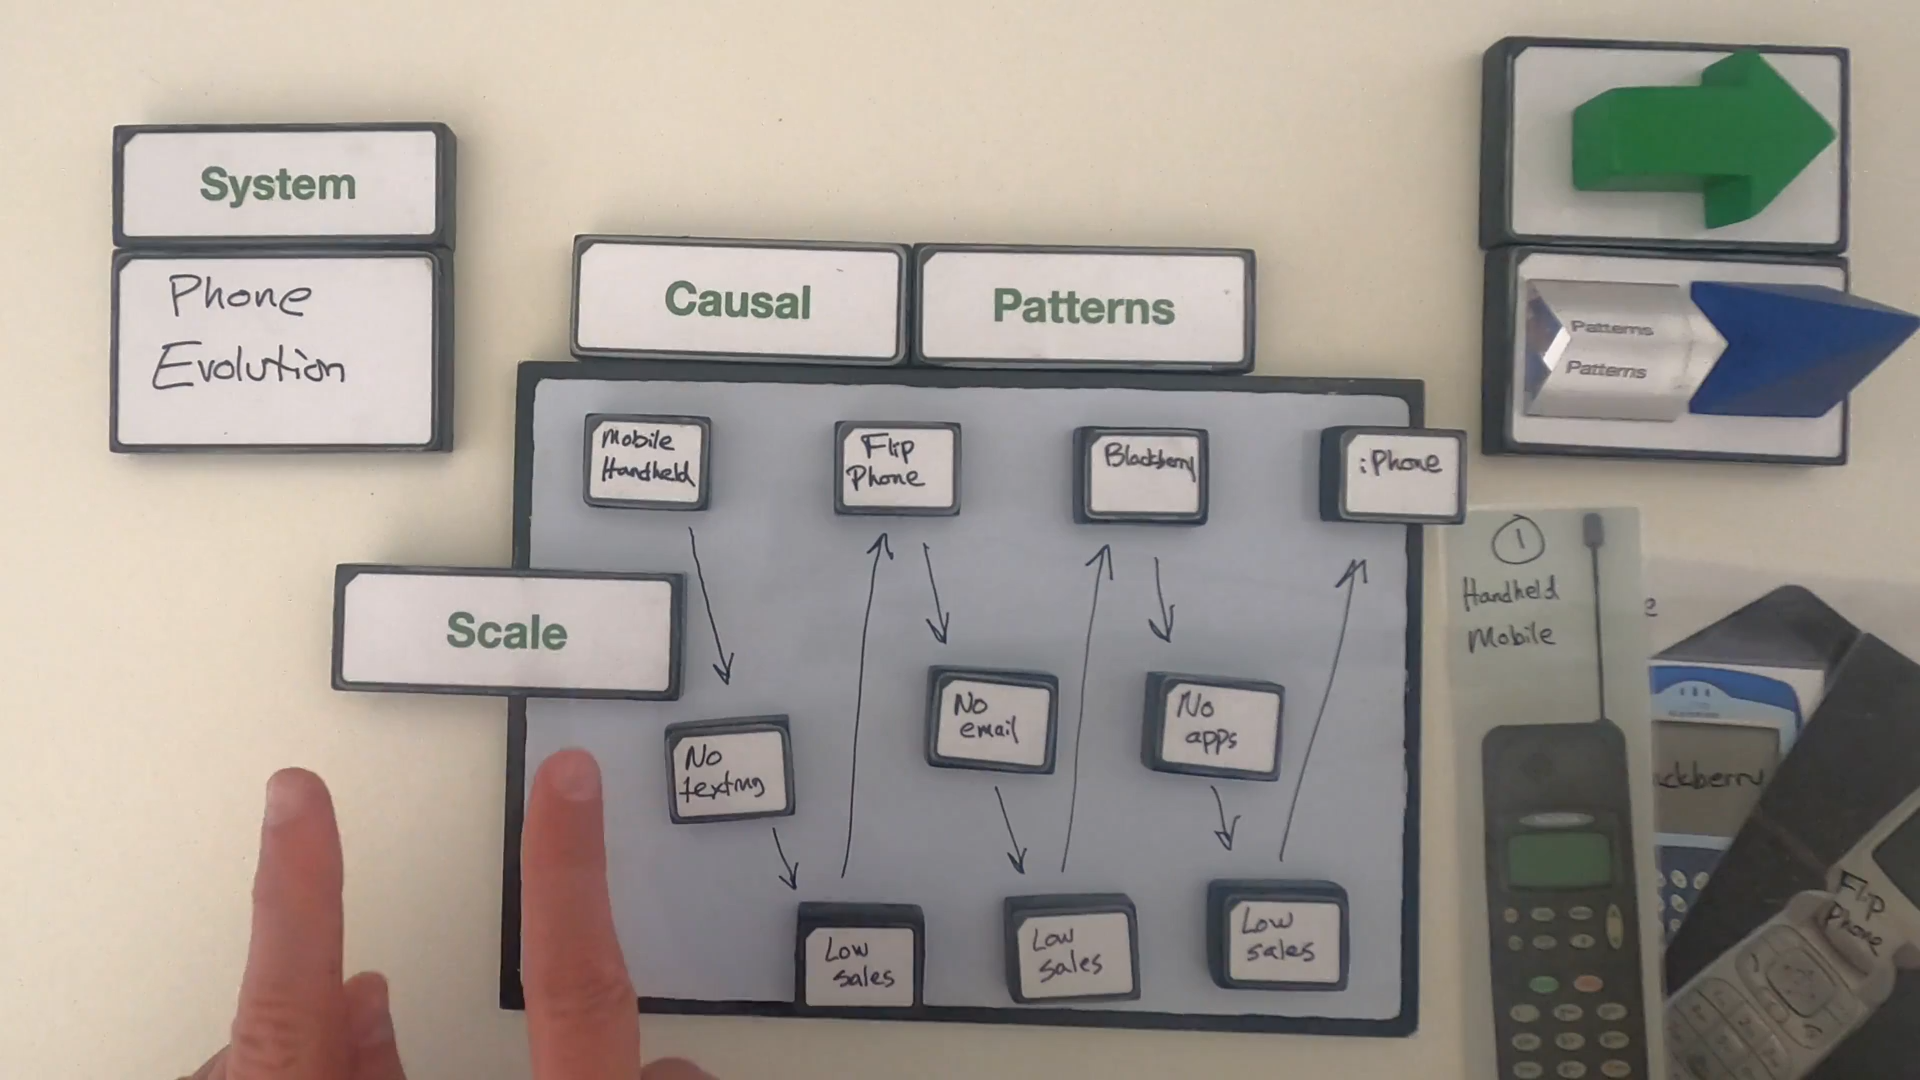 System
Phone
Evolution
Causal
Patterns
Patterns
Patterns
Mobile
Handheld
Flip
Phone
Blackberry
iPhone
Scale
No
texting
No
email
No
apps
Low
sales
Low
sales
Low
sales
1
Handheld
Mobile
e
ckberry
Flip
Phone